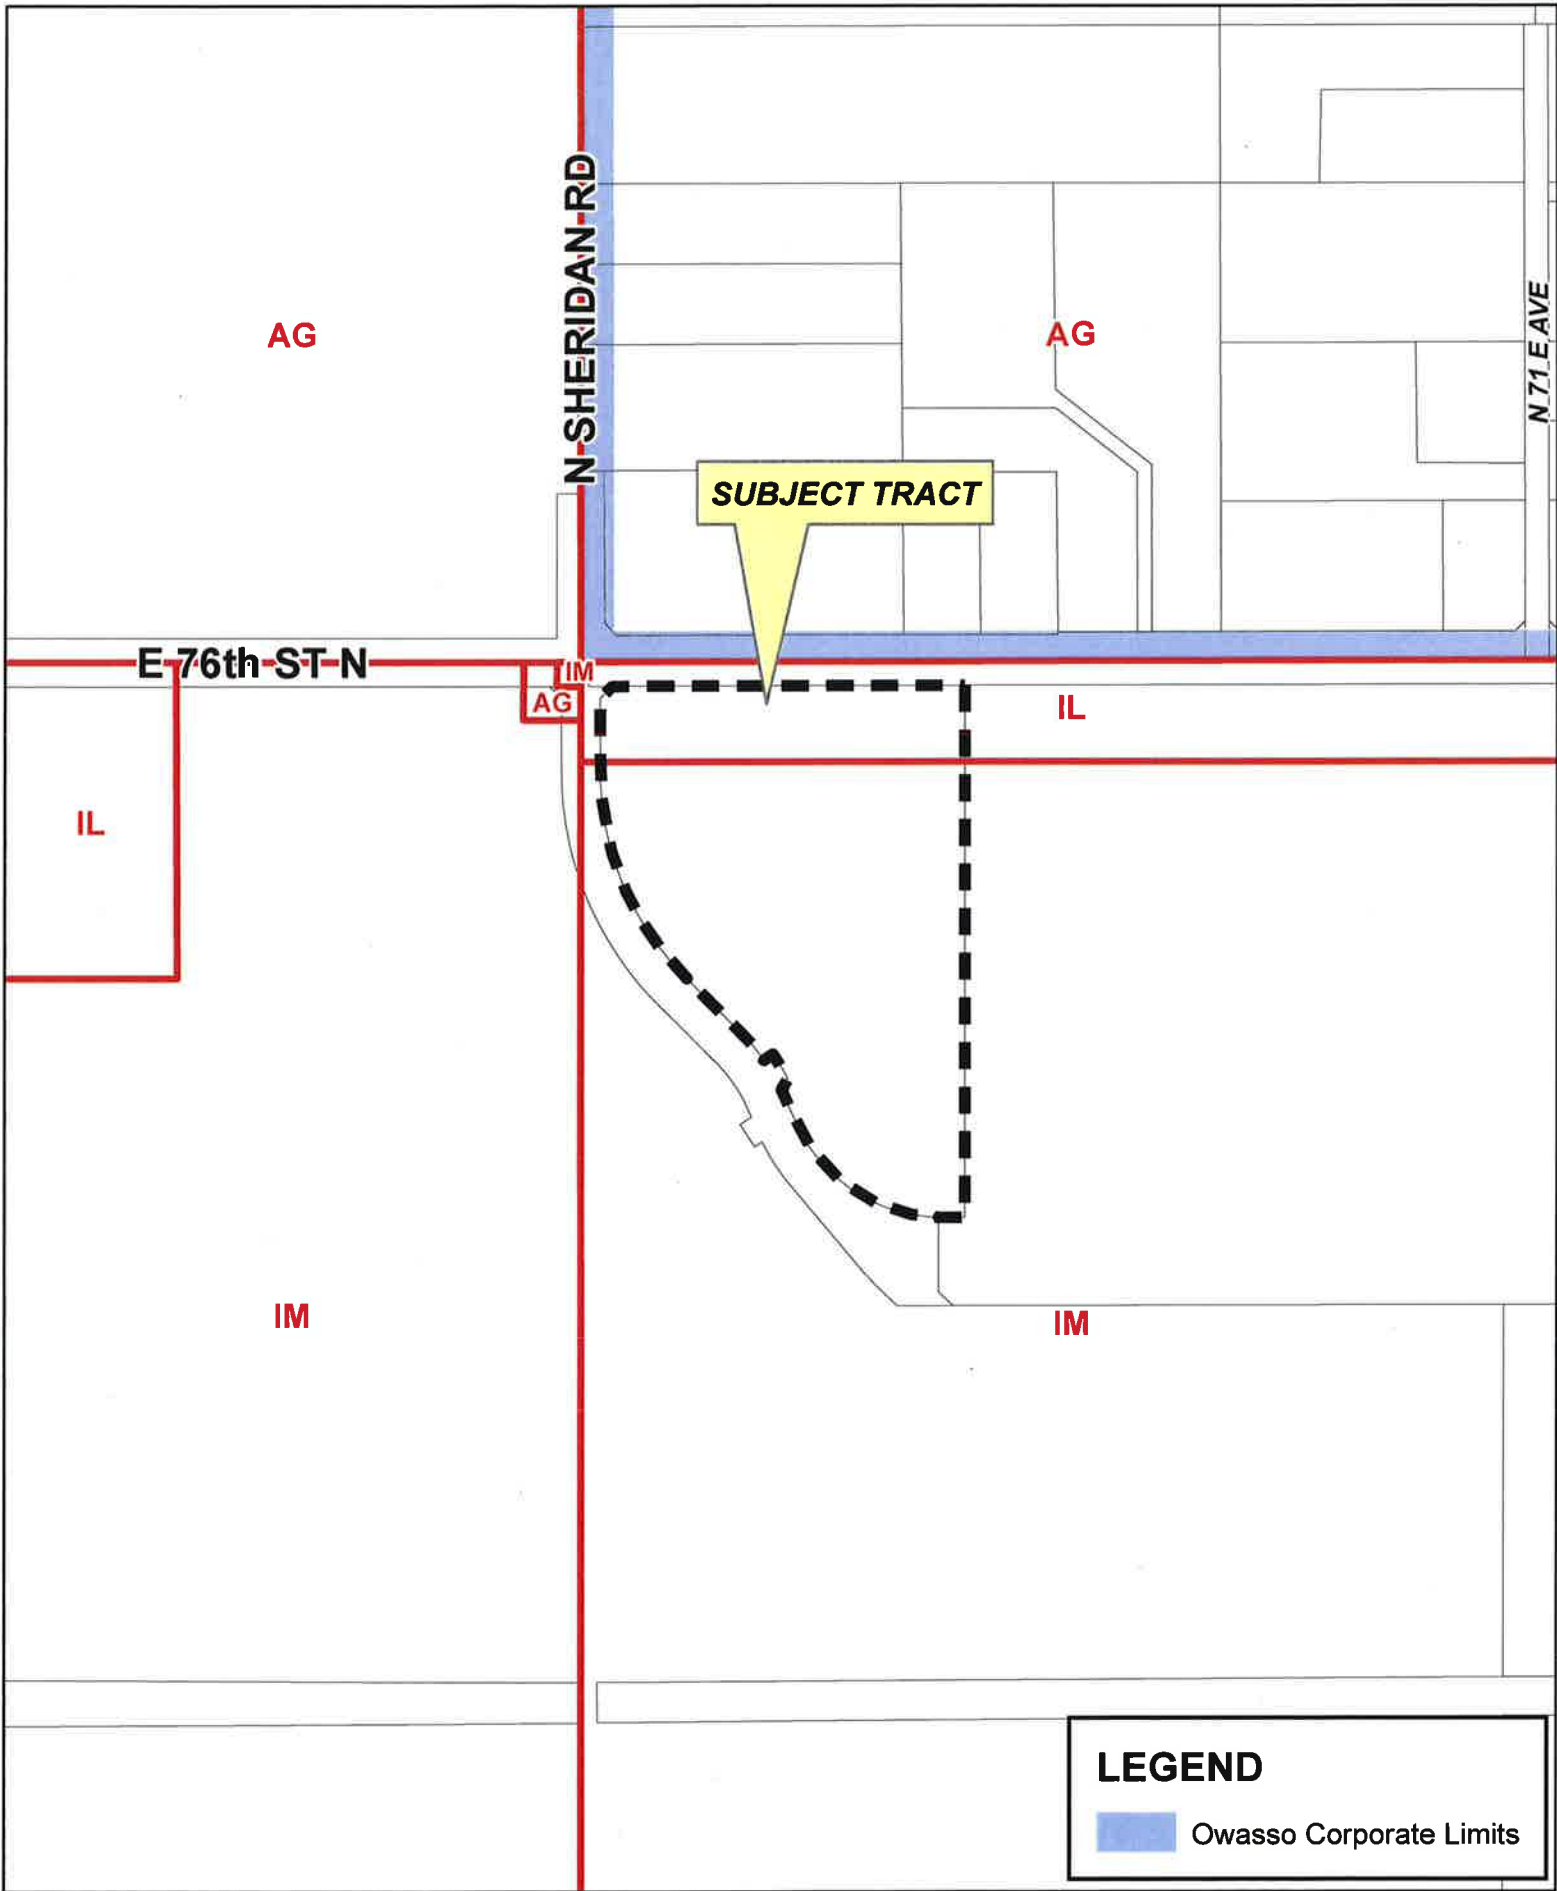 N SHERIDAN RD
AG
AG
N 71 E AVE
SUBJECT TRACT
E 76th ST N
IM
AG
IL
IL
IM
IM
LEGEND
Owasso Corporate Limits